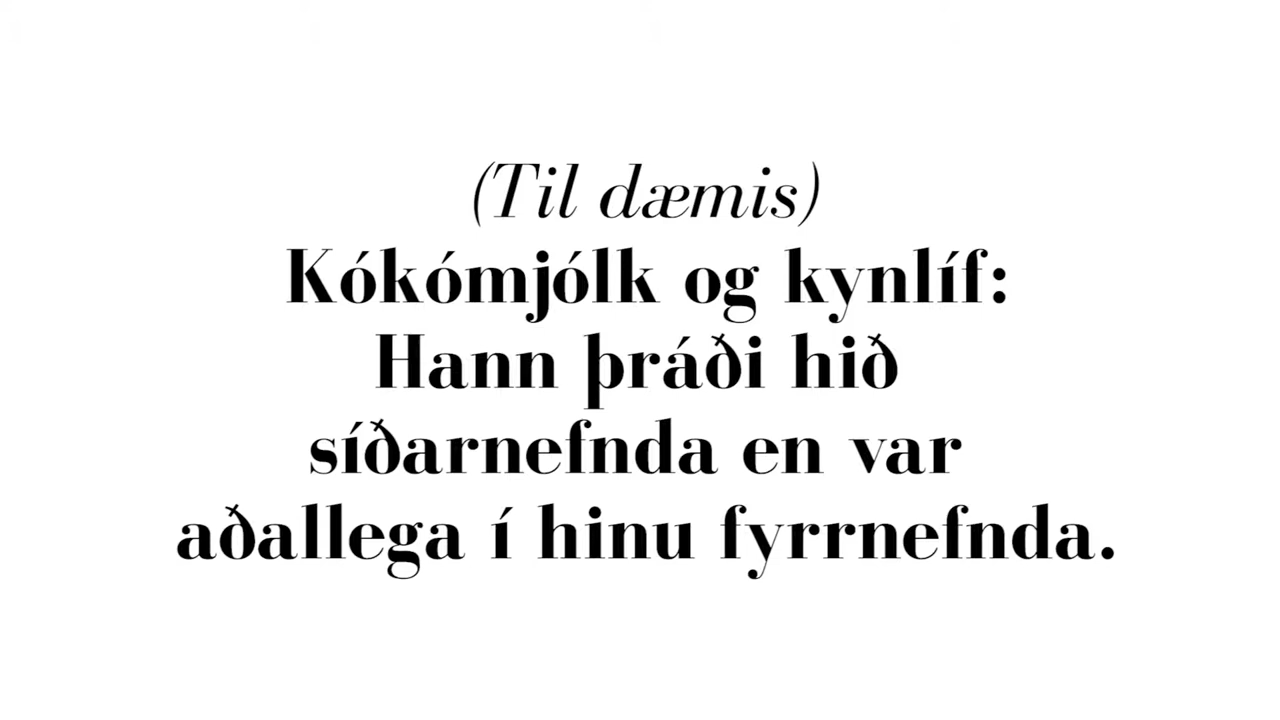 (Til dæmis)
Kókómjólk og kynlíf:
Hann þráði hið
síðarnefnda en var
aðallega í hinu fyrrnefnda.